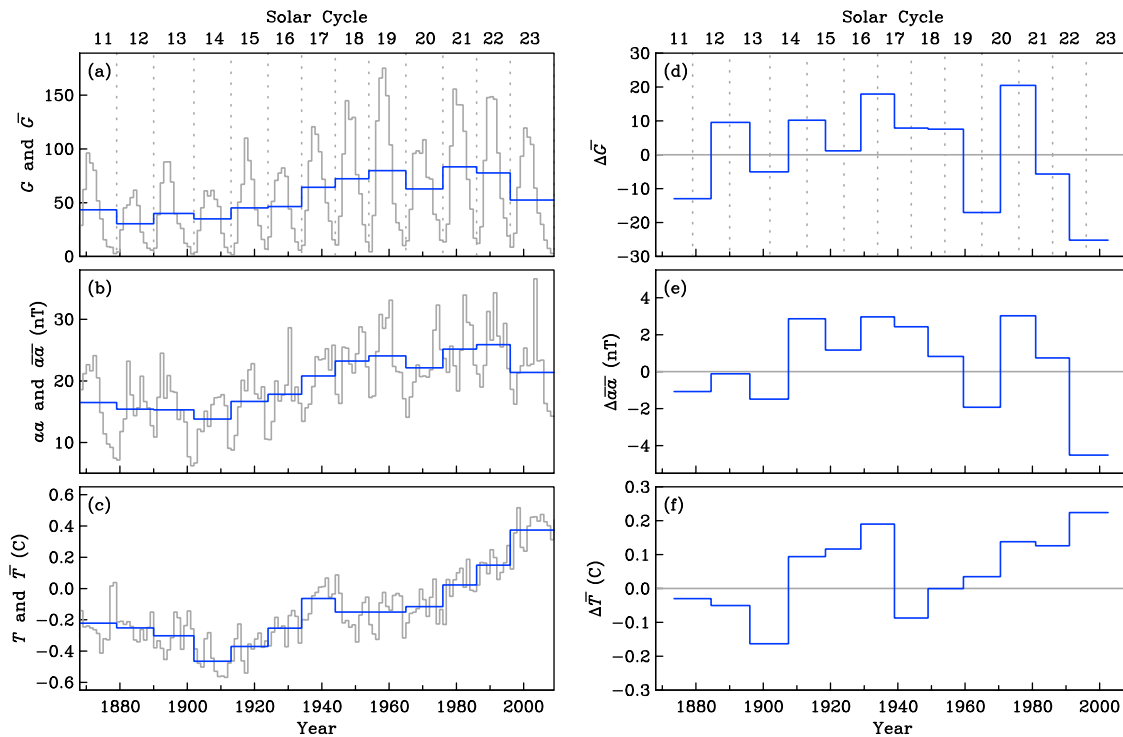 Solar Cycle
11 12 13 14 15 16 17 18 19 20 21 22 23
(a)
G and G̅
150
100
50
0
(b)
aa and a̅a̅ (nT)
30
20
10
(c)
T and T̅ (C)
0.6
0.4
0.2
0.0
−0.2
−0.4
−0.6
1880 1900 1920 1940 1960 1980 2000
Year
Solar Cycle
11 12 13 14 15 16 17 18 19 20 21 22 23
(d)
ΔG̅
30
20
10
0
−10
−20
−30
(e)
Δa̅a̅ (nT)
4
2
0
−2
−4
(f)
ΔT̅ (C)
0.3
0.2
0.1
0.0
−0.1
−0.2
−0.3
1880 1900 1920 1940 1960 1980 2000
Year